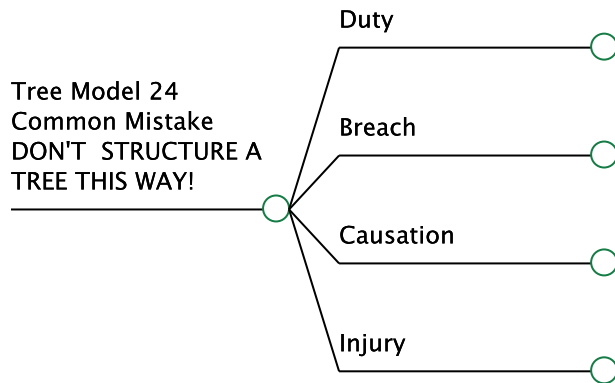 Tree Model 24
Common Mistake
DON'T  STRUCTURE A
TREE THIS WAY!
Duty
Breach
Causation
Injury